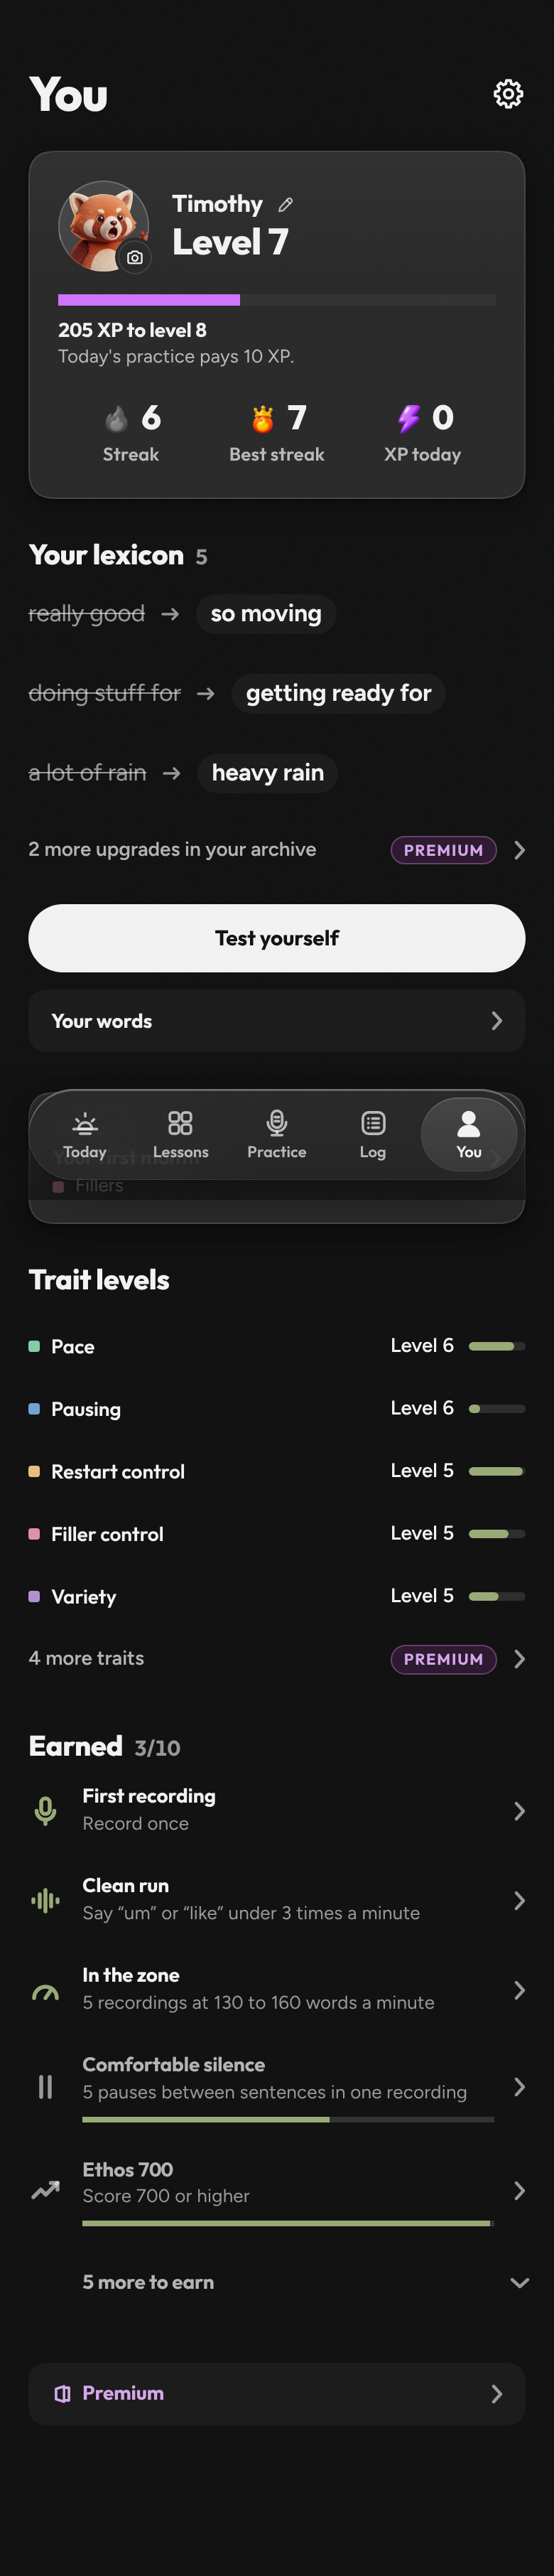 You
Timothy
Level 7
205 XP to level 8
Today's practice pays 10 XP.
6
7
0
Streak
Best streak
XP today
Your lexicon 5
really good → so moving
doing stuff for → getting ready for
a lot of rain → heavy rain
2 more upgrades in your archive PREMIUM
Test yourself
Your words
Today
Lessons
Practice
Log
You
Your first month
Fillers
Trait levels
Pace Level 6
Pausing Level 6
Restart control Level 5
Filler control Level 5
Variety Level 5
4 more traits PREMIUM
Earned 3/10
First recording
Record once
Clean run
Say “um” or “like” under 3 times a minute
In the zone
5 recordings at 130 to 160 words a minute
Comfortable silence
5 pauses between sentences in one recording
Ethos 700
Score 700 or higher
5 more to earn
Premium